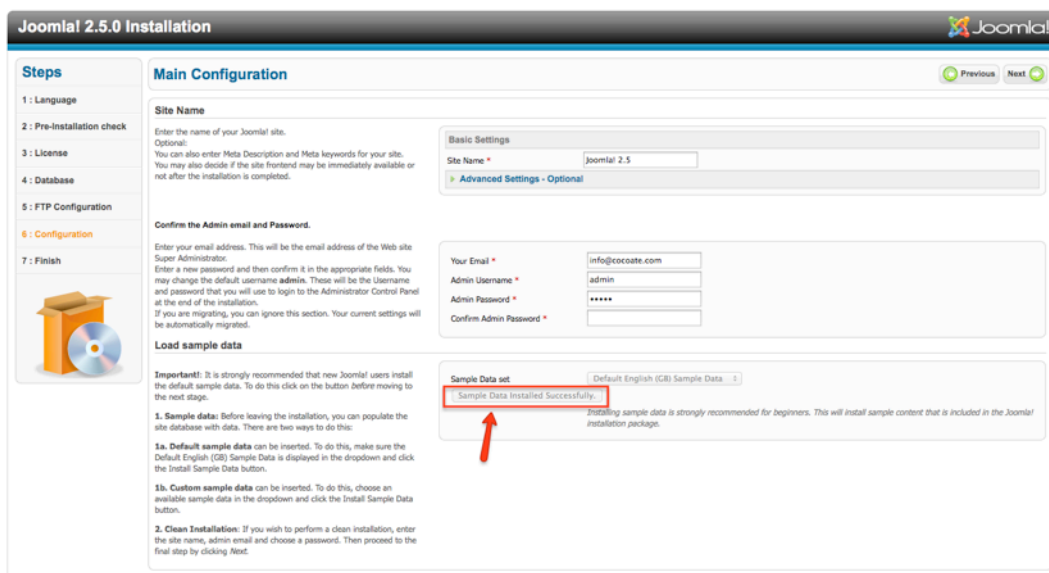 Joomla! 2.5.0 Installation
Joomla!
Steps
1 : Language
2 : Pre-Installation check
3 : License
4 : Database
5 : FTP Configuration
6 : Configuration
7 : Finish
Main Configuration
Previous
Next
Site Name
Enter the name of your Joomla! site.
Optional:
You can also enter Meta Description and Meta keywords for your site.
You may also decide if the site frontend may be immediately available or
not after the installation is completed.
Basic Settings
Site Name *
Joomla! 2.5
Advanced Settings - Optional
Confirm the Admin email and Password.
Enter your email address. This will be the email address of the Web site
Super Administrator.
Enter a new password and then confirm it in the appropriate fields. You
may change the default username admin. These will be the Username
and password that you will use to login to the Administrator Control Panel
at the end of the installation.
If you are migrating, you can ignore this section. Your current settings will
be automatically migrated.
Your Email *
info@cocoate.com
Admin Username *
admin
Admin Password *
•••••
Confirm Admin Password *
Load sample data
Important!: It is strongly recommended that new Joomla! users install
the default sample data. To do this click on the button before moving to
the next stage.
1. Sample data: Before leaving the installation, you can populate the
site database with data. There are two ways to do this:
1a. Default sample data can be inserted. To do this, make sure the
Default English (GB) Sample Data is displayed in the dropdown and click
the Install Sample Data button.
1b. Custom sample data can be inserted. To do this, choose an
available sample data in the dropdown and click the Install Sample Data
button.
2. Clean Installation: If you wish to perform a clean installation, enter
the site name, admin email and choose a password. Then proceed to the
final step by clicking Next.
Sample Data set
Default English (GB) Sample Data
Sample Data Installed Successfully.
Installing sample data is strongly recommended for beginners. This will install sample content that is included in the Joomla!
installation package.